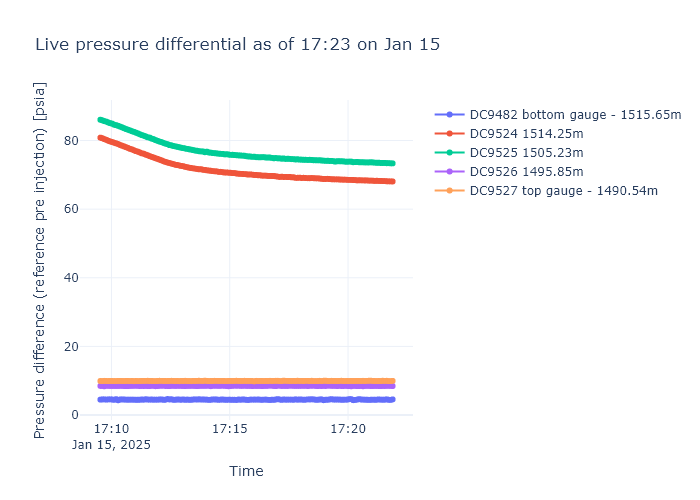 Live pressure differential as of 17:23 on Jan 15
Pressure difference (reference pre injection) [psia]
80
60
40
20
0
17:10
Jan 15, 2025
17:15
17:20
Time
DC9482 bottom gauge - 1515.65m
DC9524 1514.25m
DC9525 1505.23m
DC9526 1495.85m
DC9527 top gauge - 1490.54m